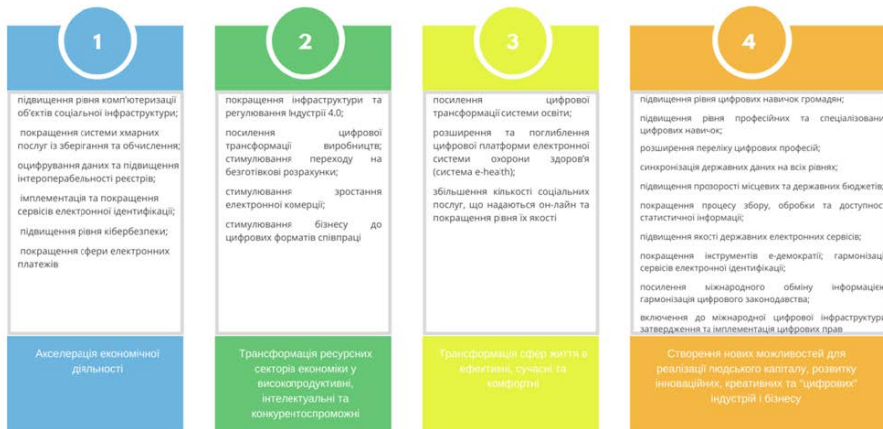 1
підвищення рівня комп'ютеризації
об'єктів соціальної інфраструктури;
покращення системи хмарних
послуг із зберігання та обчислення;
оцифрування даних та підвищення
інтероперабельності реєстрів;
імплементація та покращення
сервісів електронної ідентифікації;
підвищення рівня кібербезпеки;
покращення сфери електронних
платежів
Акселерація економічної
діяльності
2
покращення інфраструктури та
регулювання Індустрії 4.0;
посилення цифрової
трансформації виробництв;
стимулювання переходу на
безготівкові розрахунки;
стимулювання зростання
електронної комерції;
стимулювання бізнесу до
цифрових форматів співпраці
Трансформація ресурсних
секторів економіки у
високопродуктивні,
інтелектуальні та
конкурентоспроможні
3
посилення цифрової
трансформації системи освіти;
розширення та поглиблення
цифрової платформи електронної
системи охорони здоров'я
(система e-health);
збільшення кількості соціальних
послуг, що надаються он-лайн та
покращення рівня їх якості
Трансформація сфер життя в
ефективні, сучасні та
комфортні
4
підвищення рівня цифрових навичок громадян;
підвищення рівня професійних та спеціалізовани
цифрових навичок;
розширення переліку цифрових професій;
синхронізація державних даних на всіх рівнях;
підвищення прозорості місцевих та державних бюджетів;
покращення процесу збору, обробки та доступнос
статистичної інформації;
підвищення якості державних електронних сервісів;
покращення інструментів е-демократії; гармонізаці
сервісів електронної ідентифікації;
посилення міжнародного обміну інформацією
гармонізація цифрового законодавства;
включення до міжнародної цифрової інфраструктури
затвердження та імплементація цифрових прав
Створення нових можливостей для
реалізації людського капіталу, розвитку
інноваційних, креативних та "цифрових"
індустрій і бізнесу